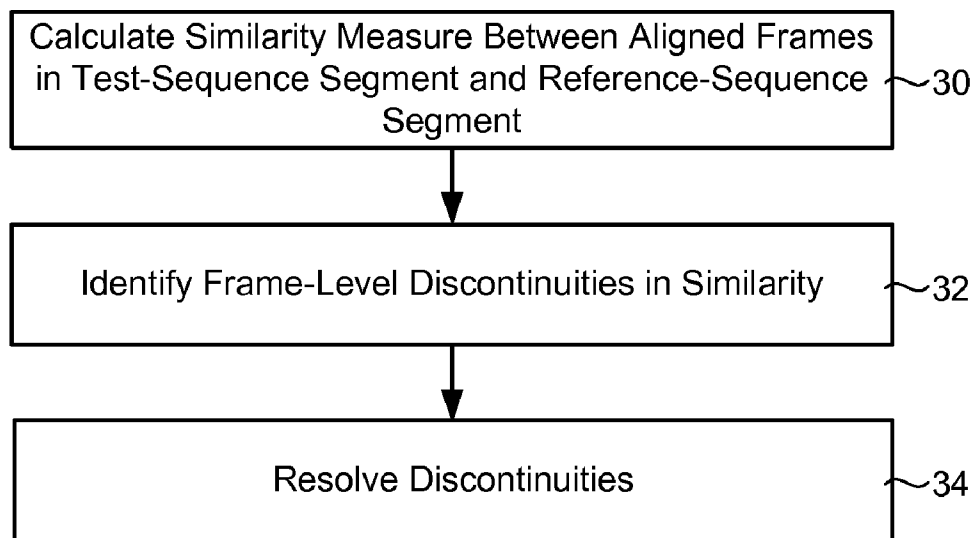 Calculate Similarity Measure Between Aligned Frames
in Test-Sequence Segment and Reference-Sequence
Segment
30
Identify Frame-Level Discontinuities in Similarity
32
Resolve Discontinuities
34